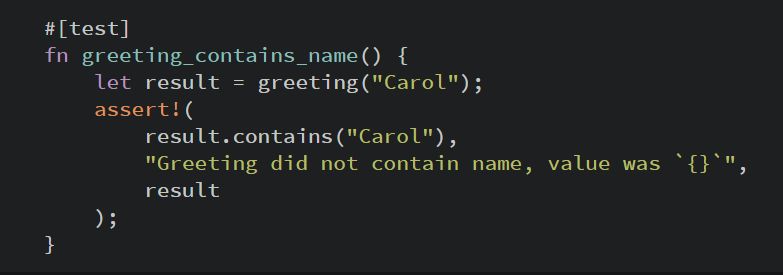 #[test]
fn greeting_contains_name() {
    let result = greeting("Carol");
    assert!(
        result.contains("Carol"),
        "Greeting did not contain name, value was `{}`",
        result
    );
}